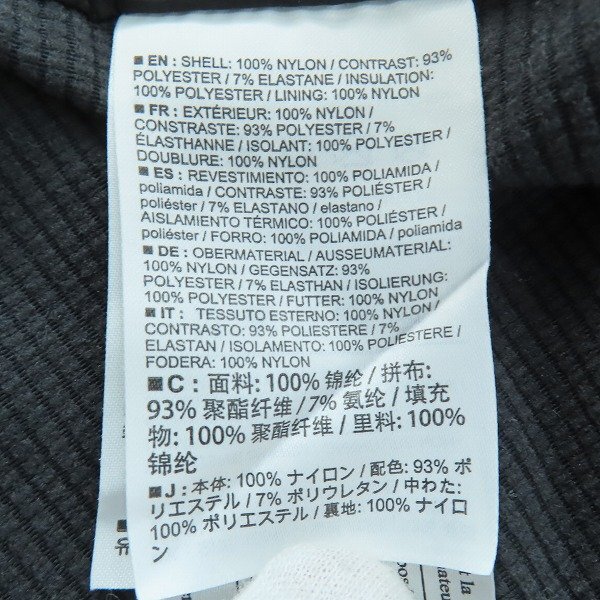 ■ EN : SHELL: 100% NYLON / CONTRAST: 93%
POLYESTER / 7% ELASTANE / INSULATION:
100% POLYESTER / LINING: 100% NYLON
■ FR : EXTÉRIEUR: 100% NYLON /
CONSTRASTE: 93% POLYESTER / 7%
ÉLASTHANNE / ISOLANT: 100% POLYESTER /
DOUBLURE: 100% NYLON
■ ES : REVESTIMIENTO: 100% POLIAMIDA /
poliamida / CONTRASTE: 93% POLIÉSTER /
poliéster / 7% ELASTANO / elastano /
AISLAMIENTO TÉRMICO: 100% POLIÉSTER /
poliéster / FORRO: 100% POLIAMIDA / poliamida
■ DE : OBERMATERIAL / AUSSEUMATERIAL:
100% NYLON / GEGENSATZ: 93%
POLYESTER / 7% ELASTHAN / ISOLIERUNG:
100% POLYESTER / FUTTER: 100% NYLON
■ IT : TESSUTO ESTERNO: 100% NYLON /
CONTRASTO: 93% POLIESTERE / 7%
ELASTAN / ISOLAMENTO: 100% POLIESTERE /
FODERA: 100% NYLON
■ C : 面料: 100% 锦纶 / 拼布:
93% 聚酯纤维 / 7% 氨纶 / 填充
物: 100% 聚酯纤维 / 里料: 100%
锦纶
■ J : 本体: 100% ナイロン / 配色: 93% ポ
リエステル / 7% ポリウレタン / 中わた:
100% ポリエステル / 裏地: 100% ナイロ
ン